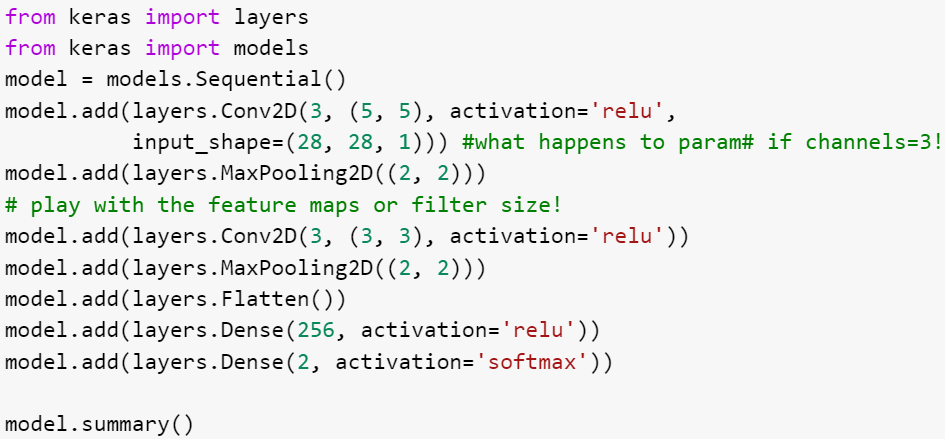 from keras import layers
from keras import models
model = models.Sequential()
model.add(layers.Conv2D(3, (5, 5), activation='relu',
          input_shape=(28, 28, 1))) #what happens to param# if channels=3!
model.add(layers.MaxPooling2D((2, 2)))
# play with the feature maps or filter size!
model.add(layers.Conv2D(3, (3, 3), activation='relu'))
model.add(layers.MaxPooling2D((2, 2)))
model.add(layers.Flatten())
model.add(layers.Dense(256, activation='relu'))
model.add(layers.Dense(2, activation='softmax'))
model.summary()